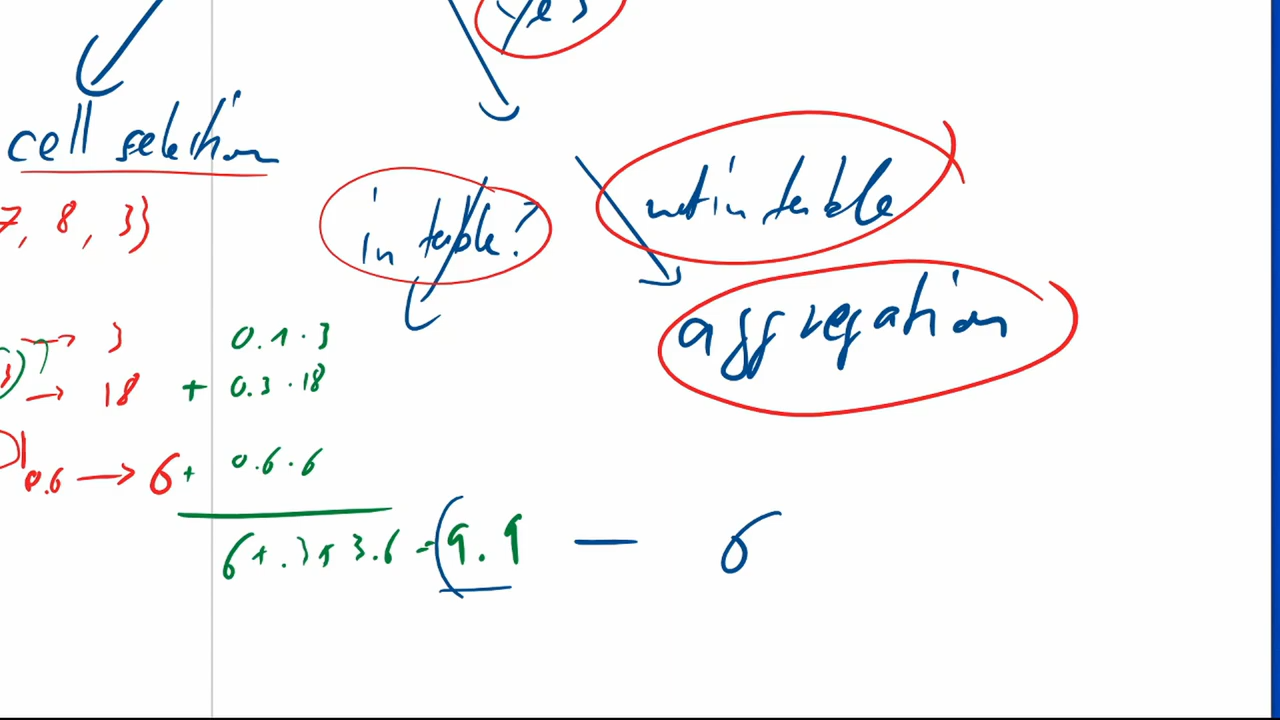 yes
cell selection
7, 8, 3}
in table?
not in table
aggregation
→ 3 0.1 · 3
→ 18 + 0.3 · 18
0.6 → 6 + 0.6 · 6
6 + .3 + 3.6 = (9.9 — 6